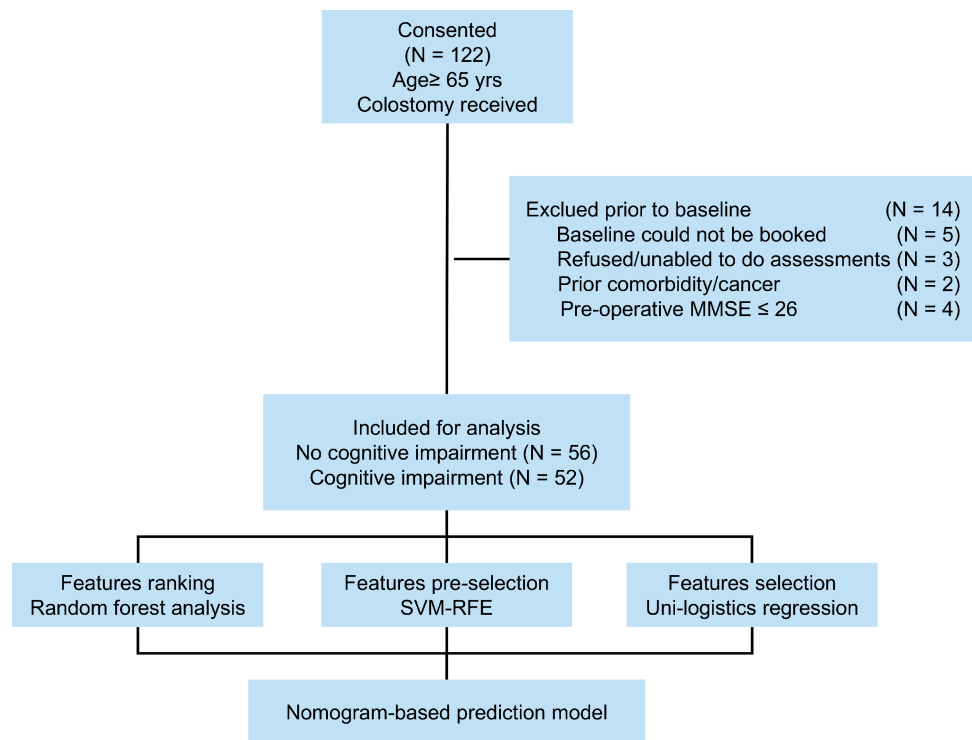 Consented
(N = 122)
Age≥ 65 yrs
Colostomy received
Exclued prior to baseline (N = 14)
Baseline could not be booked (N = 5)
Refused/unabled to do assessments (N = 3)
Prior comorbidity/cancer (N = 2)
Pre-operative MMSE ≤ 26 (N = 4)
Included for analysis
No cognitive impairment (N = 56)
Cognitive impairment (N = 52)
Features ranking
Random forest analysis
Features pre-selection
SVM-RFE
Features selection
Uni-logistics regression
Nomogram-based prediction model